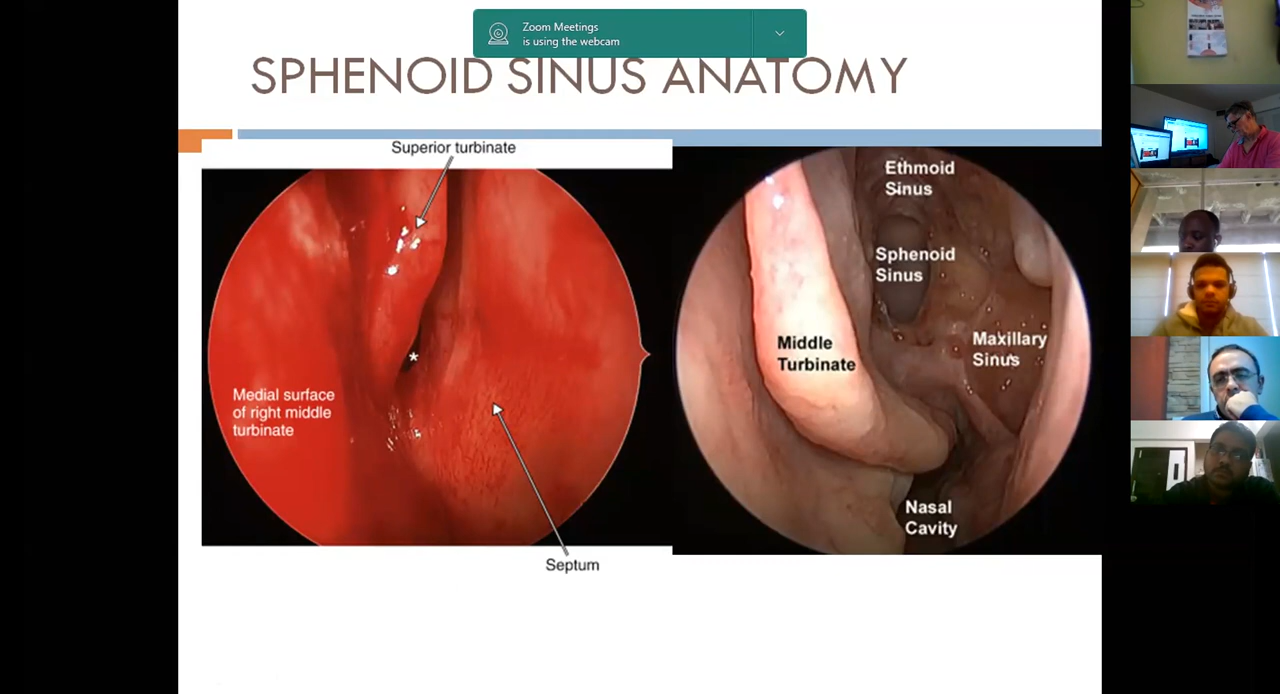 Zoom Meetings
is using the webcam
SPHENOID SINUS ANATOMY
Superior turbinate
*
Medial surface
of right middle
turbinate
Septum
Ethmoid
Sinus
Sphenoid
Sinus
Middle
Turbinate
Maxillary
Sinus
Nasal
Cavity